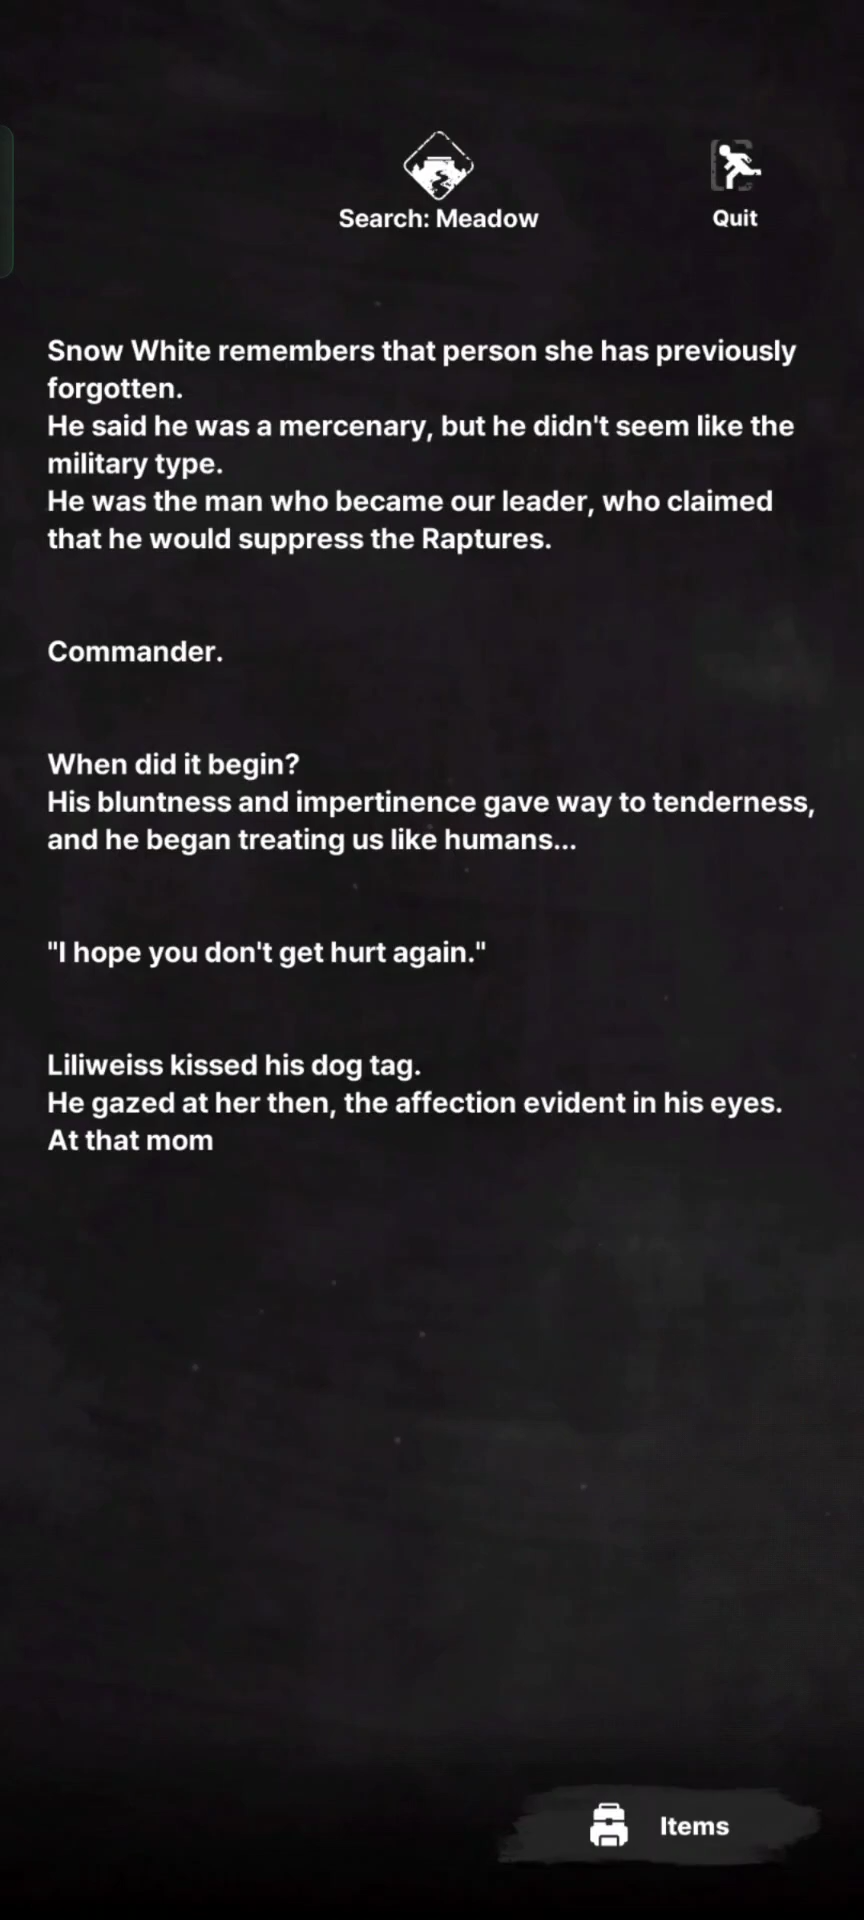 Search: Meadow
Quit
Snow White remembers that person she has previously
forgotten.
He said he was a mercenary, but he didn't seem like the
military type.
He was the man who became our leader, who claimed
that he would suppress the Raptures.
Commander.
When did it begin?
His bluntness and impertinence gave way to tenderness,
and he began treating us like humans...
"I hope you don't get hurt again."
Liliweiss kissed his dog tag.
He gazed at her then, the affection evident in his eyes.
At that mom
Items